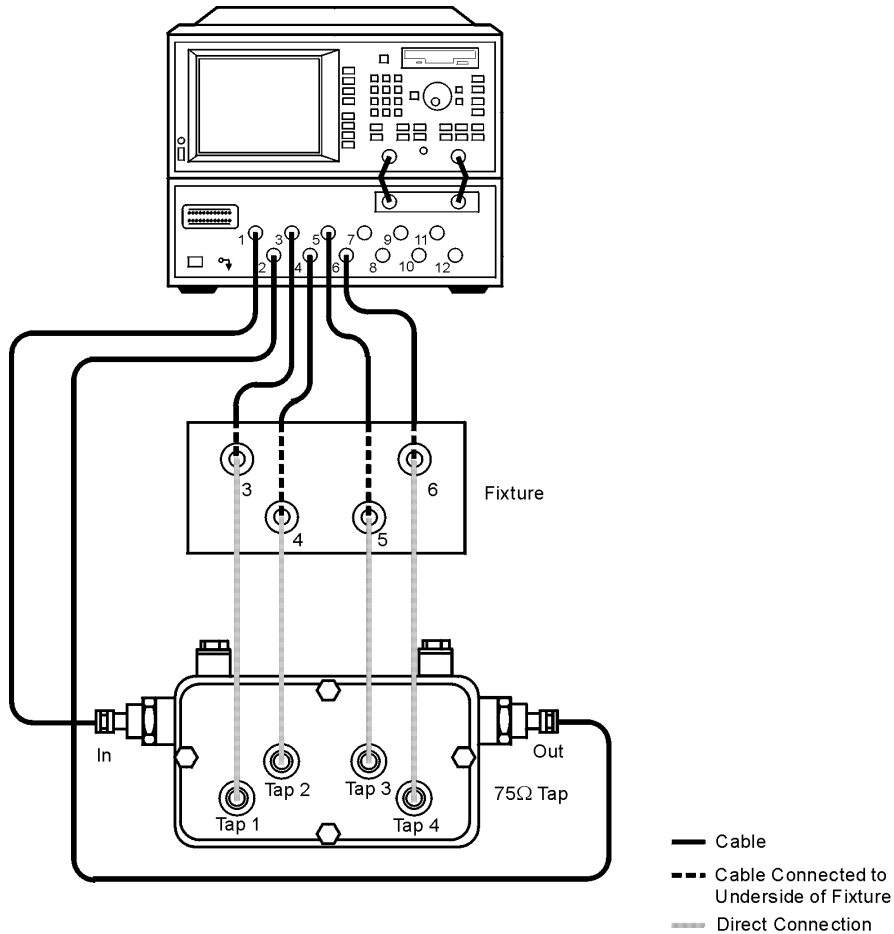 1 3 5 7 9 11
2 4 6 8 10 12
3 6
4 5
Fixture
In
Out
Tap 2 Tap 3
Tap 1 Tap 4
75Ω Tap
Cable
Cable Connected to
Underside of Fixture
Direct Connection